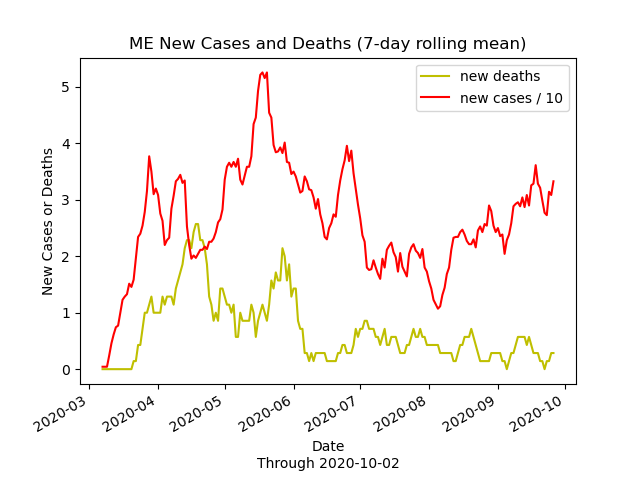 ME New Cases and Deaths (7-day rolling mean)
new deaths
new cases / 10
New Cases or Deaths
5
4
3
2
1
0
2020-03
2020-04
2020-05
2020-06
2020-07
2020-08
2020-09
2020-10
Date
Through 2020-10-02